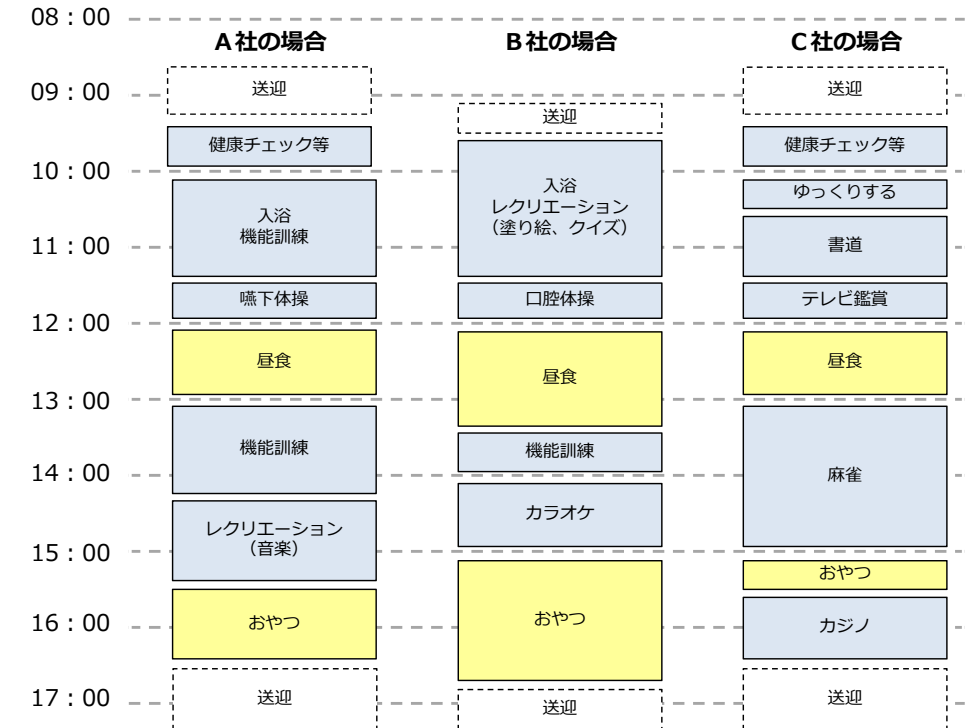 08：00
A社の場合
B社の場合
C社の場合
送迎
送迎
09：00
送迎
健康チェック等
健康チェック等
10：00
入浴
機能訓練
入浴
レクリエーション
（塗り絵、クイズ）
ゆっくりする
11：00
書道
嚥下体操
口腔体操
テレビ鑑賞
12：00
昼食
昼食
昼食
13：00
機能訓練
機能訓練
麻雀
14：00
カラオケ
レクリエーション
（音楽）
15：00
おやつ
おやつ
おやつ
16：00
カジノ
17：00
送迎
送迎
送迎